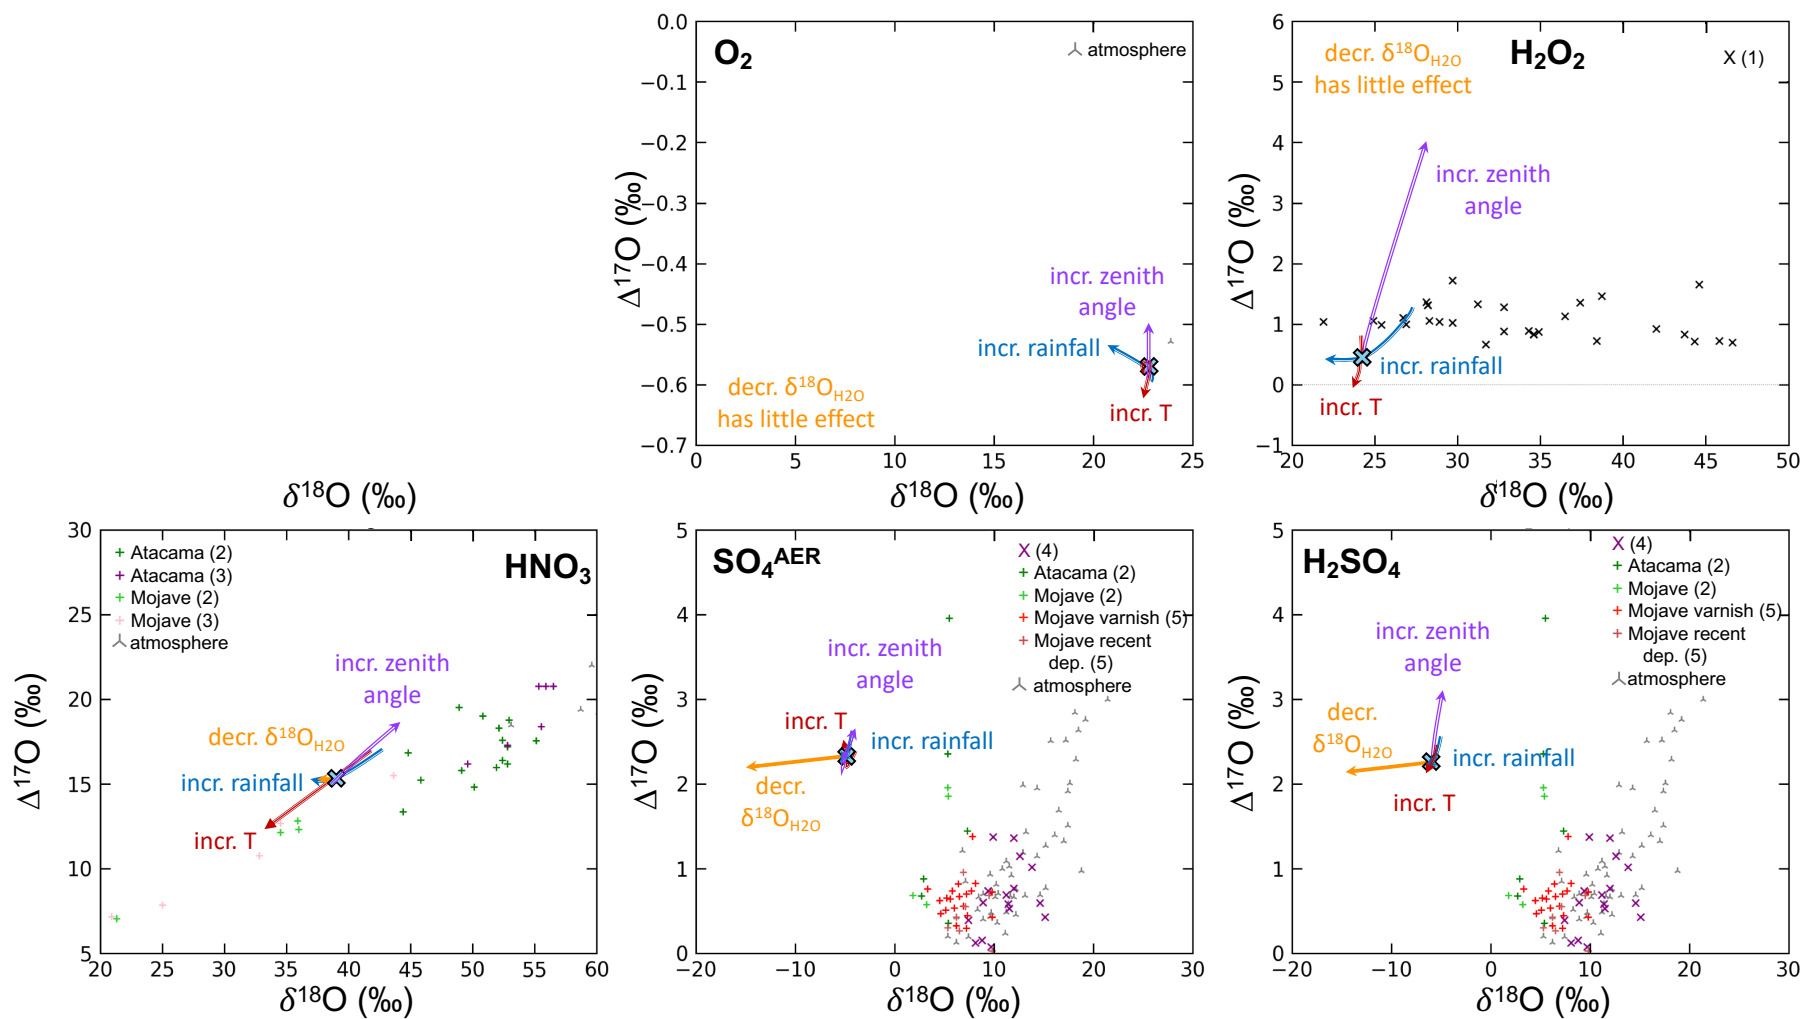 O₂
⅄ atmosphere
0.0
−0.1
−0.2
−0.3
−0.4
−0.5
−0.6
−0.7
Δ¹⁷O (‰)
incr. zenith
angle
incr. rainfall
decr. δ¹⁸O_H2O
has little effect
incr. T
0 5 10 15 20 25
δ¹⁸O (‰)
decr. δ¹⁸O_H2O
has little effect
H₂O₂
X (1)
6
5
4
3
2
1
0
−1
Δ¹⁷O (‰)
incr. zenith
angle
incr. rainfall
incr. T
20 25 30 35 40 45 50
δ¹⁸O (‰)
δ¹⁸O (‰)
+ Atacama (2)
+ Atacama (3)
+ Mojave (2)
+ Mojave (3)
⅄ atmosphere
HNO₃
30
25
20
15
10
5
Δ¹⁷O (‰)
incr. zenith
angle
decr. δ¹⁸O_H2O
incr. rainfall
incr. T
20 25 30 35 40 45 50 55 60
δ¹⁸O (‰)
SO₄ᴬᴱᴿ
X (4)
+ Atacama (2)
+ Mojave (2)
+ Mojave varnish (5)
+ Mojave recent
dep. (5)
⅄ atmosphere
5
4
3
2
1
0
Δ¹⁷O (‰)
incr. zenith
angle
incr. T
incr. rainfall
decr.
δ¹⁸O_H2O
−20 −10 0 10 20 30
δ¹⁸O (‰)
H₂SO₄
X (4)
+ Atacama (2)
+ Mojave (2)
+ Mojave varnish (5)
+ Mojave recent
dep. (5)
⅄ atmosphere
5
4
3
2
1
0
Δ¹⁷O (‰)
incr. zenith
angle
decr.
δ¹⁸O_H2O
incr. rainfall
incr. T
−20 −10 0 10 20 30
δ¹⁸O (‰)